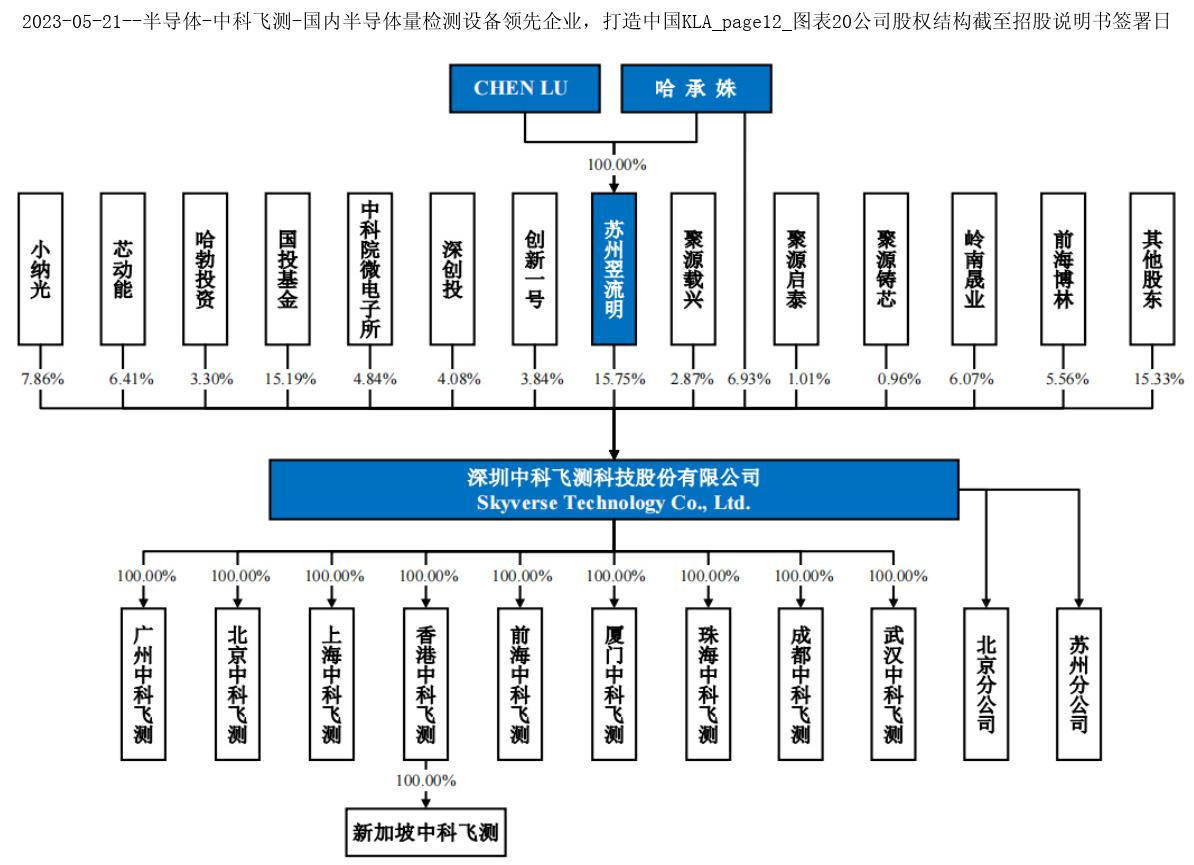 2023-05-21--半导体-中科飞测-国内半导体量检测设备领先企业，打造中国KLA_page12_图表20公司股权结构截至招股说明书签署日
CHEN LU
哈承姝
100.00%
小纳光
芯动能
哈勃投资
国投基金
中科院微电子所
深创投
创新一号
苏州翌流明
聚源载兴
聚源启泰
聚源铸芯
岭南晟业
前海博林
其他股东
7.86%
6.41%
3.30%
15.19%
4.84%
4.08%
3.84%
15.75%
2.87%
6.93%
1.01%
0.96%
6.07%
5.56%
15.33%
深圳中科飞测科技股份有限公司
Skyverse Technology Co., Ltd.
100.00%
100.00%
100.00%
100.00%
100.00%
100.00%
100.00%
100.00%
100.00%
广州中科飞测
北京中科飞测
上海中科飞测
香港中科飞测
前海中科飞测
厦门中科飞测
珠海中科飞测
成都中科飞测
武汉中科飞测
北京分公司
苏州分公司
100.00%
新加坡中科飞测